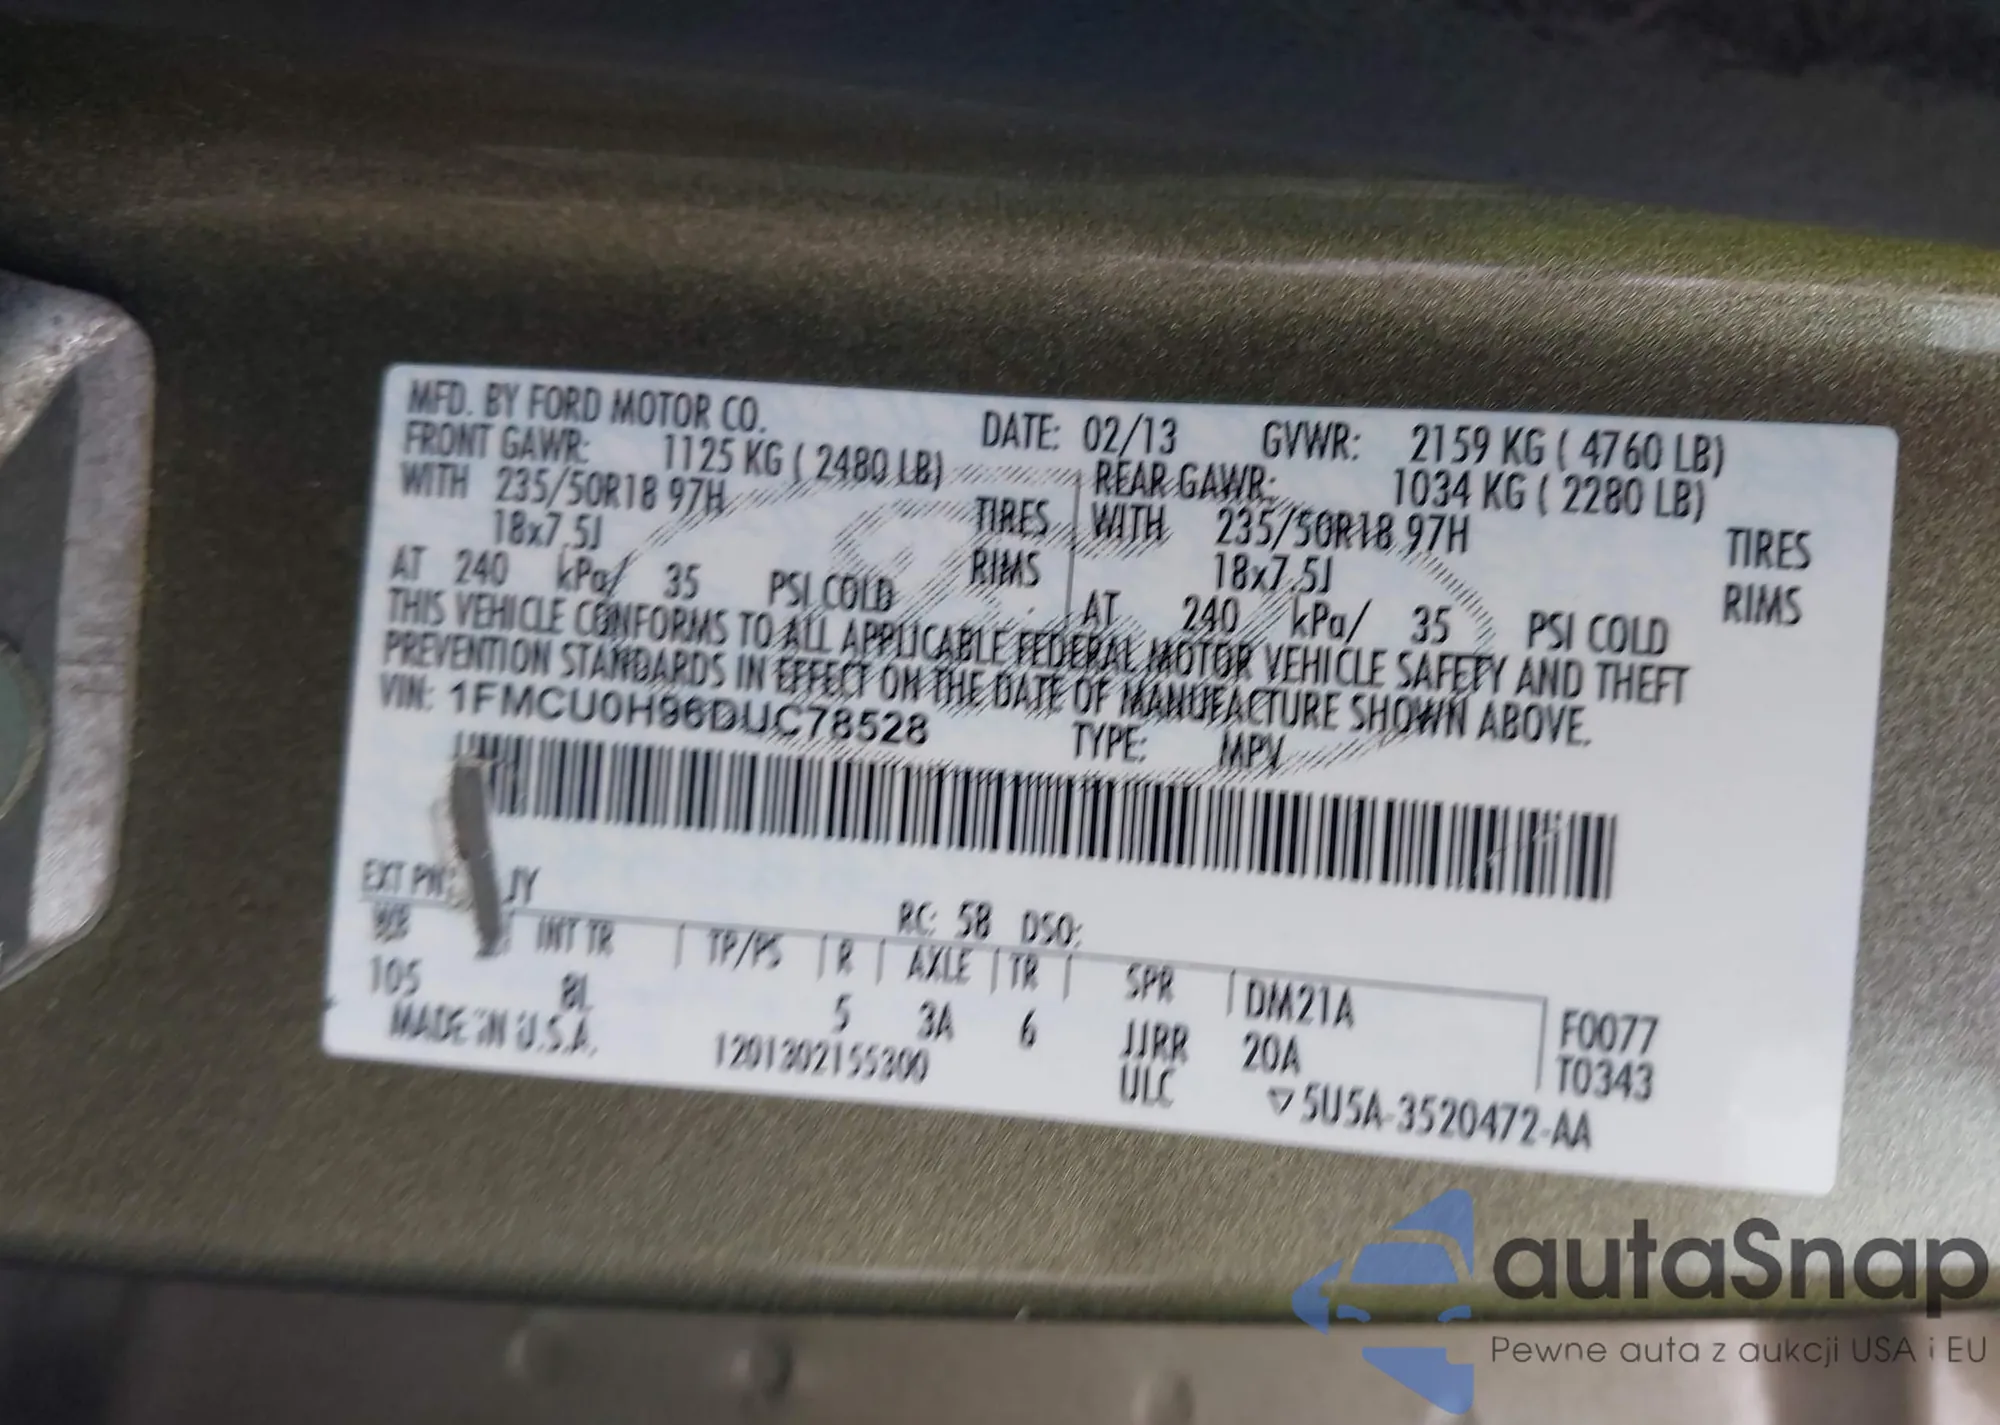 MFD. BY FORD MOTOR CO. DATE: 02/13 GVWR: 2159 KG ( 4760 LB)
FRONT GAWR: 1125 KG ( 2480 LB) REAR GAWR: 1034 KG ( 2280 LB)
WITH 235/50R18 97H TIRES WITH 235/50R18 97H TIRES
18x7.5J RIMS 18x7.5J RIMS
AT 240 kPa/ 35 PSI COLD AT 240 kPa/ 35 PSI COLD
THIS VEHICLE CONFORMS TO ALL APPLICABLE FEDERAL MOTOR VEHICLE SAFETY AND THEFT
PREVENTION STANDARDS IN EFFECT ON THE DATE OF MANUFACTURE SHOWN ABOVE.
VIN: 1FMCU0H96DUC78528 TYPE: MPV
EXT PNT: JY RC: 58 DSO:
WB INT TR TP/PS R AXLE TR SPR DM21A F0077
105 8L 5 3A 6 JJRR 20A T0343
MADE IN U.S.A. 1201302155300 ULC ▽5U5A-3520472-AA
autaSnap
Pewne auta z aukcji USA i EU